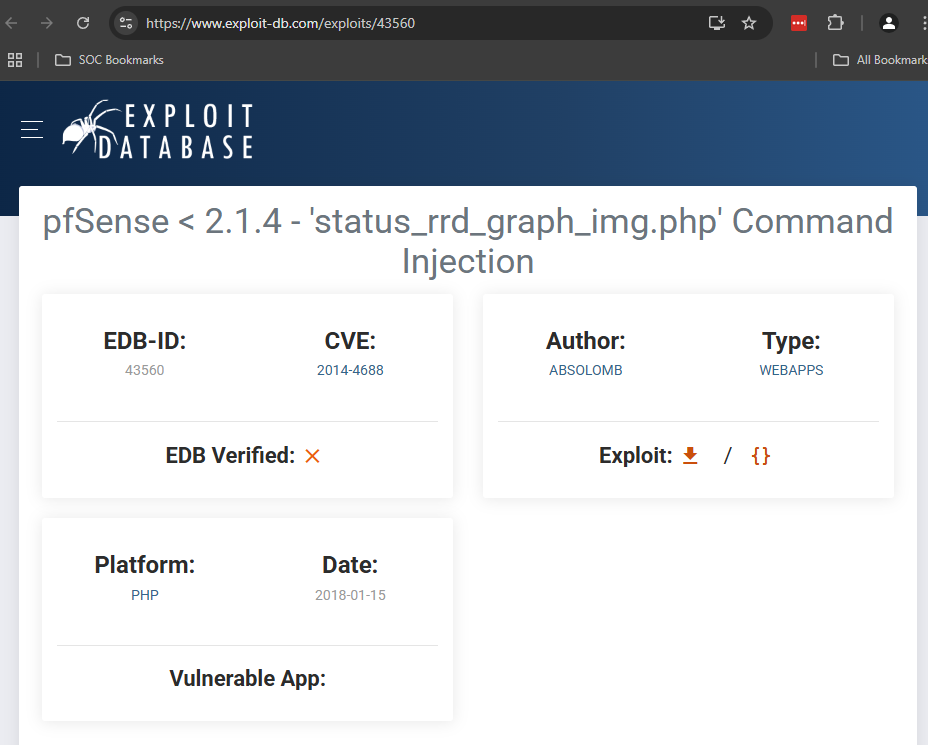 https://www.exploit-db.com/exploits/43560
SOC Bookmarks
All Bookmark
EXPLOIT
DATABASE
pfSense < 2.1.4 - 'status_rrd_graph_img.php' Command
Injection
EDB-ID:
43560
CVE:
2014-4688
EDB Verified:
Author:
ABSOLOMB
Type:
WEBAPPS
Exploit: / {}
Platform:
PHP
Date:
2018-01-15
Vulnerable App: